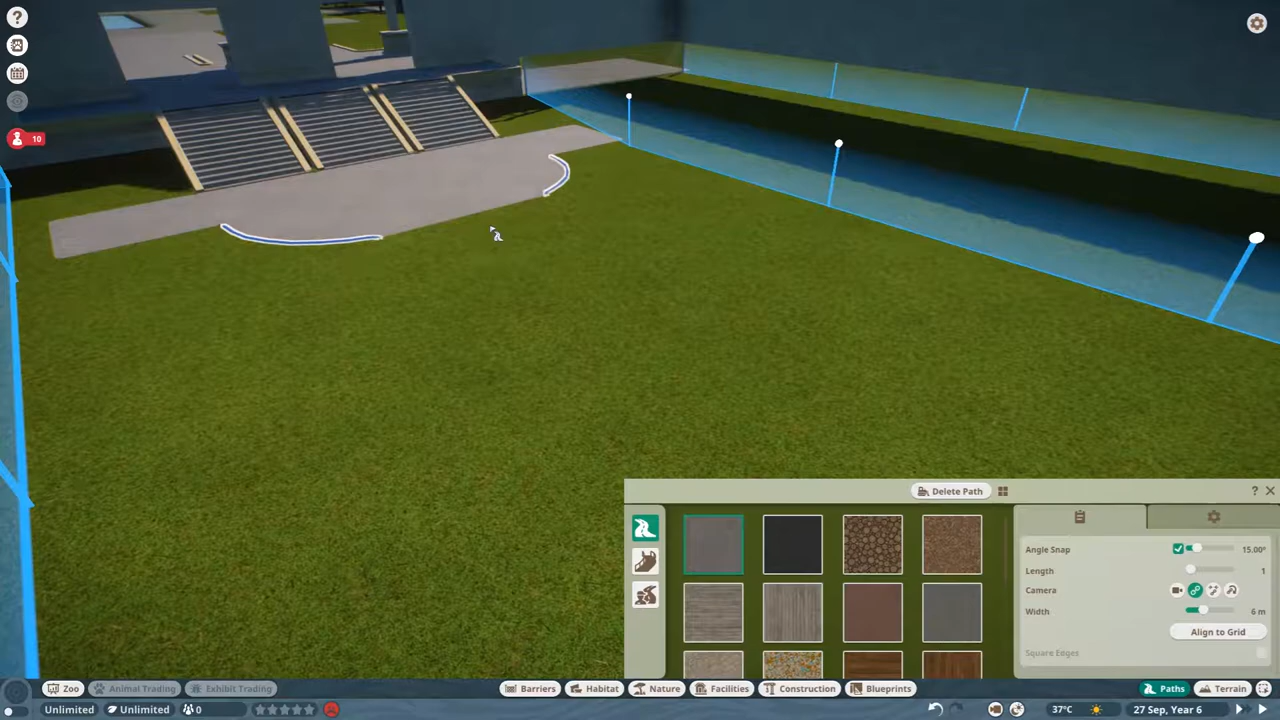 ?
10
Delete Path
? ×
Angle Snap 15.00°
Length 1
Camera
Width 6 m
Align to Grid
Square Edges
Zoo Animal Trading Exhibit Trading Barriers Habitat Nature Facilities Construction Blueprints Paths Terrain
Unlimited Unlimited 0 37°C 27 Sep, Year 6